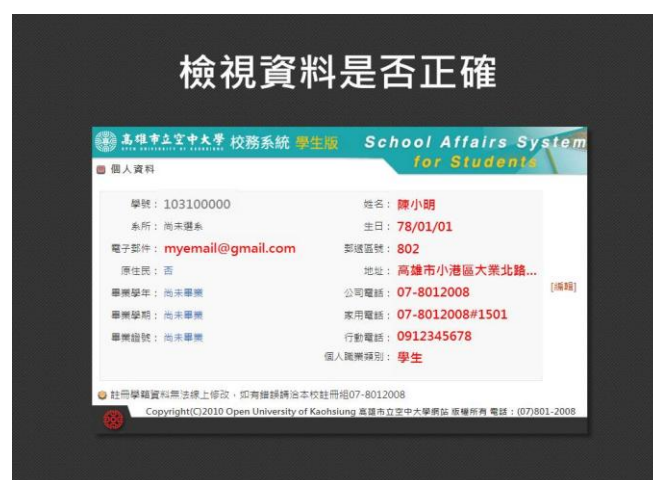 檢視資料是否正確
高雄市立空中大學 校務系統 學生版 School Affairs System
OPEN UNIVERSITY OF KAOHSIUNG for Students
個人資料
學號： 103100000 姓名： 陳小明
系所： 尚未選系 生日： 78/01/01
電子郵件： myemail@gmail.com 郵遞區號： 802
原住民： 否 地址： 高雄市小港區大業北路...
畢業學年： 尚未畢業 公司電話： 07-8012008 [編輯]
畢業學期： 尚未畢業 家用電話： 07-8012008#1501
畢業證號： 尚未畢業 行動電話： 0912345678
個人職業類別： 學生
註冊學籍資料無法線上修改，如有錯誤請洽本校註冊組07-8012008
Copyright(C)2010 Open University of Kaohsiung 高雄市立空中大學網站 版權所有 電話：(07)801-2008